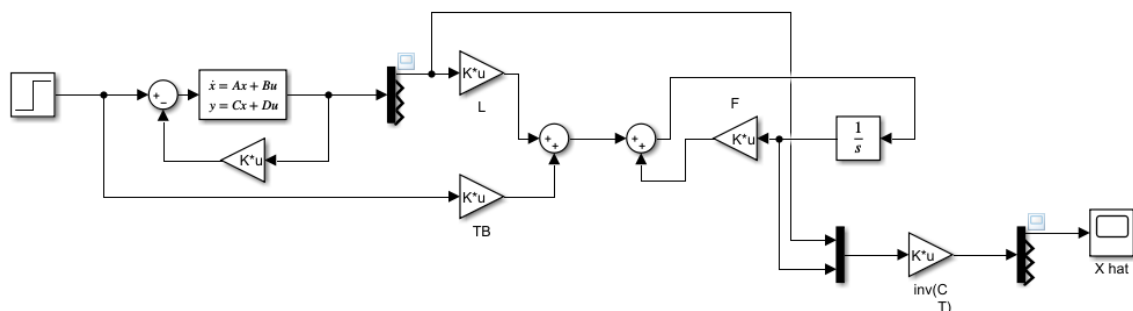 ẋ = Ax + Bu
y = Cx + Du
K*u
K*u
L
+
−
+
+
+
+
F
K*u
1
s
K*u
TB
K*u
inv(C
T)
X hat